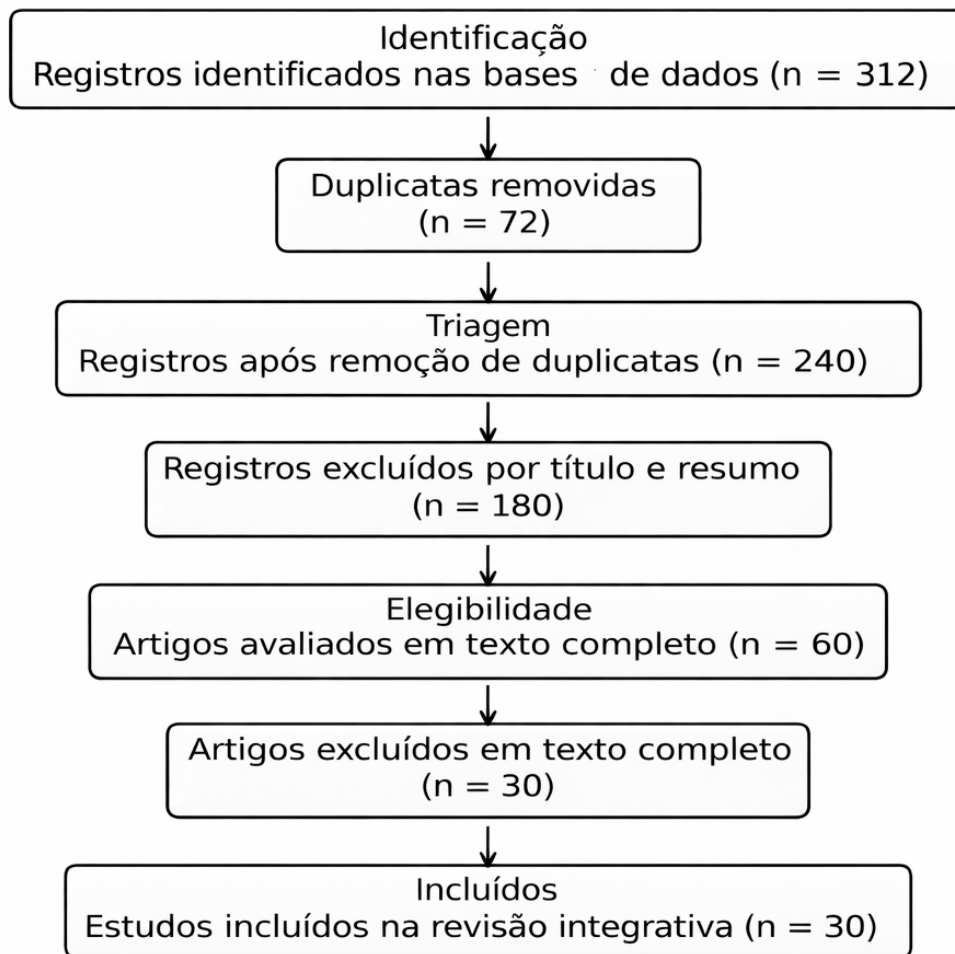 Identificação
Registros identificados nas bases de dados (n = 312)
Duplicatas removidas
(n = 72)
Triagem
Registros após remoção de duplicatas (n = 240)
Registros excluídos por título e resumo
(n = 180)
Elegibilidade
Artigos avaliados em texto completo (n = 60)
Artigos excluídos em texto completo
(n = 30)
Incluídos
Estudos incluídos na revisão integrativa (n = 30)